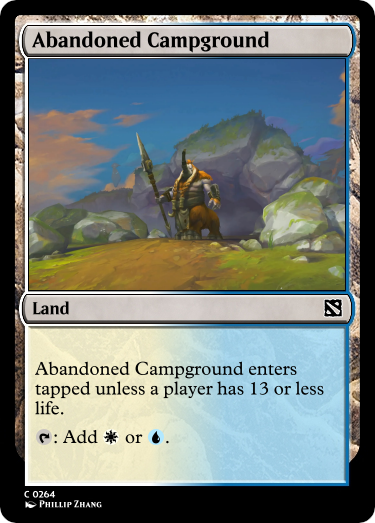 Abandoned Campground
Land
Abandoned Campground enters
tapped unless a player has 13 or less
life.
: Add or .
C 0264
Phillip Zhang